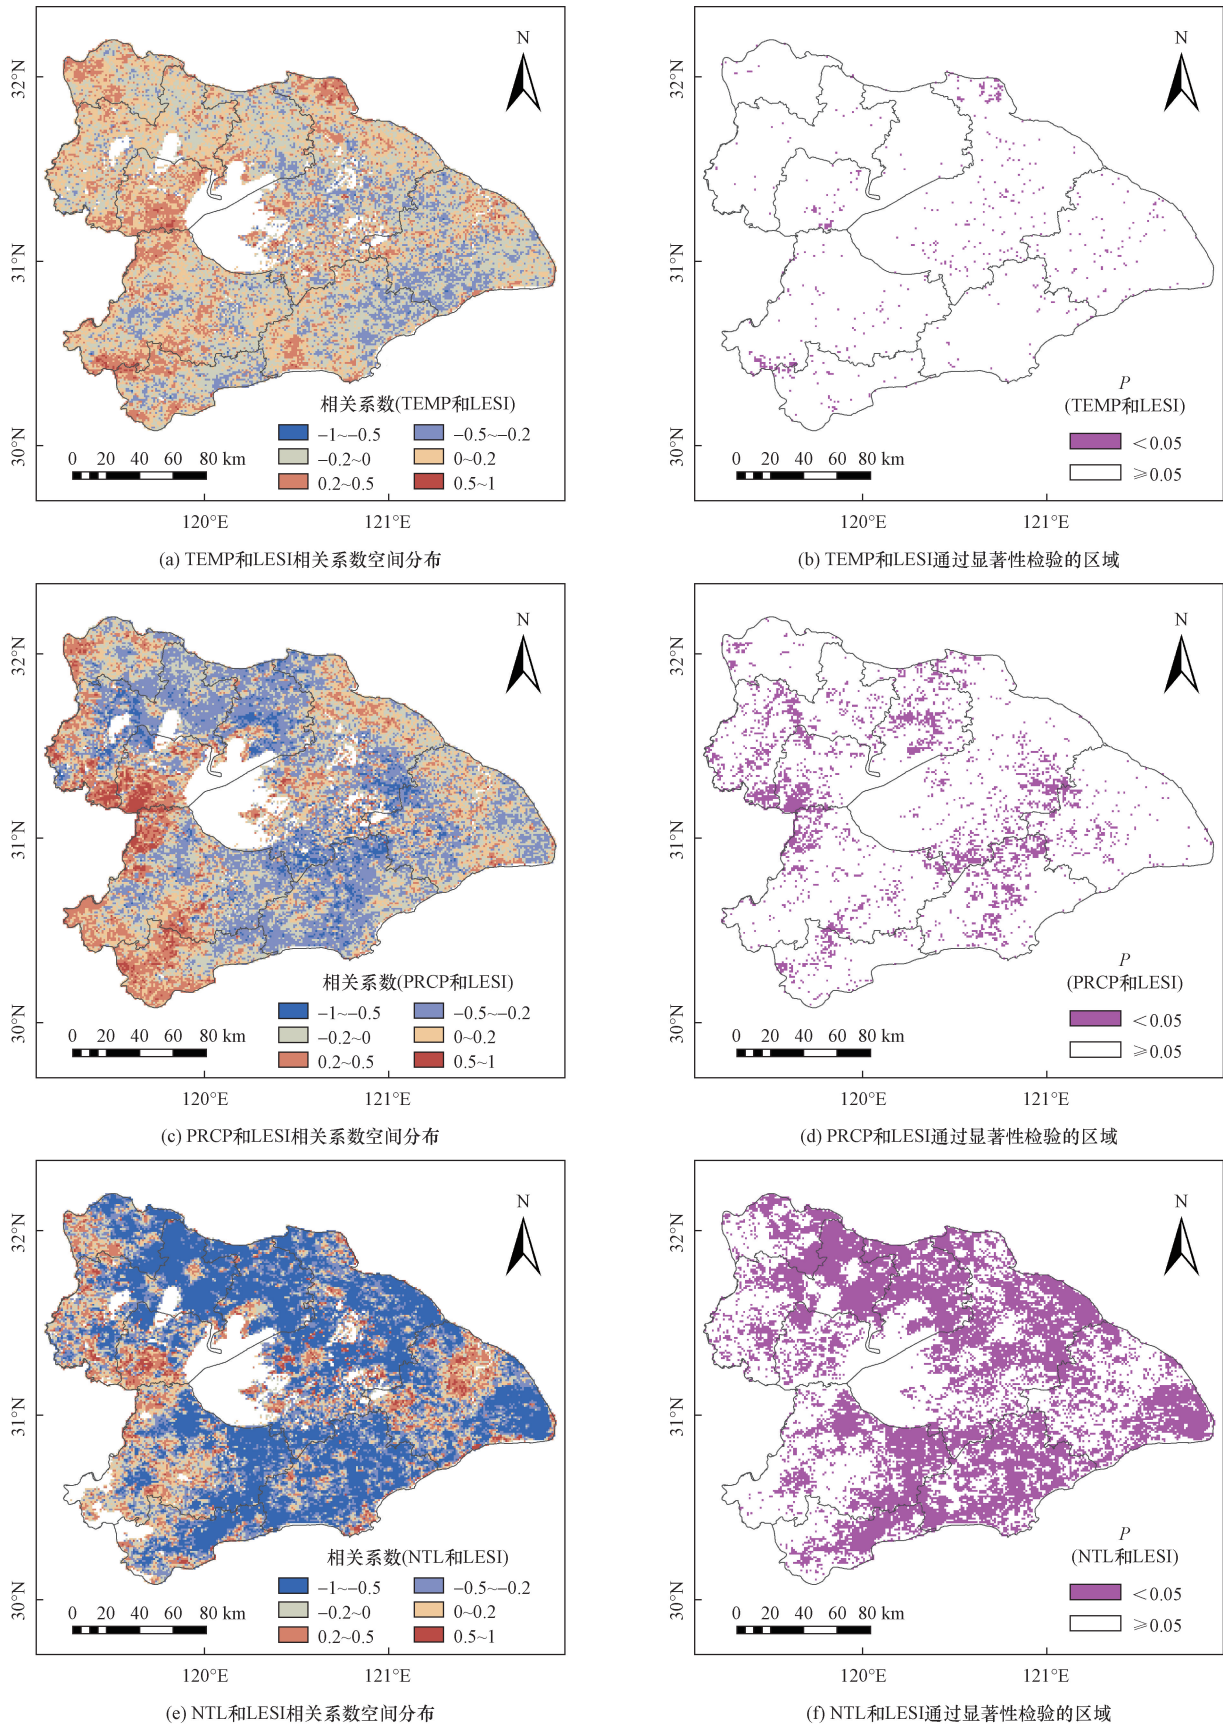 N
N
32°N
31°N
30°N
32°N
31°N
30°N
相关系数(TEMP和LESI)
−1~−0.5
−0.5~−0.2
−0.2~0
0~0.2
0.2~0.5
0.5~1
0 20 40 60 80 km
P
(TEMP和LESI)
<0.05
⩾0.05
0 20 40 60 80 km
120°E
121°E
120°E
121°E
(a) TEMP和LESI相关系数空间分布
(b) TEMP和LESI通过显著性检验的区域
N
N
32°N
31°N
30°N
32°N
31°N
30°N
相关系数(PRCP和LESI)
−1~−0.5
−0.5~−0.2
−0.2~0
0~0.2
0.2~0.5
0.5~1
0 20 40 60 80 km
P
(PRCP和LESI)
<0.05
⩾0.05
0 20 40 60 80 km
120°E
121°E
120°E
121°E
(c) PRCP和LESI相关系数空间分布
(d) PRCP和LESI通过显著性检验的区域
N
N
32°N
31°N
30°N
32°N
31°N
30°N
相关系数(NTL和LESI)
−1~−0.5
−0.5~−0.2
−0.2~0
0~0.2
0.2~0.5
0.5~1
0 20 40 60 80 km
P
(NTL和LESI)
<0.05
⩾0.05
0 20 40 60 80 km
120°E
121°E
120°E
121°E
(e) NTL和LESI相关系数空间分布
(f) NTL和LESI通过显著性检验的区域